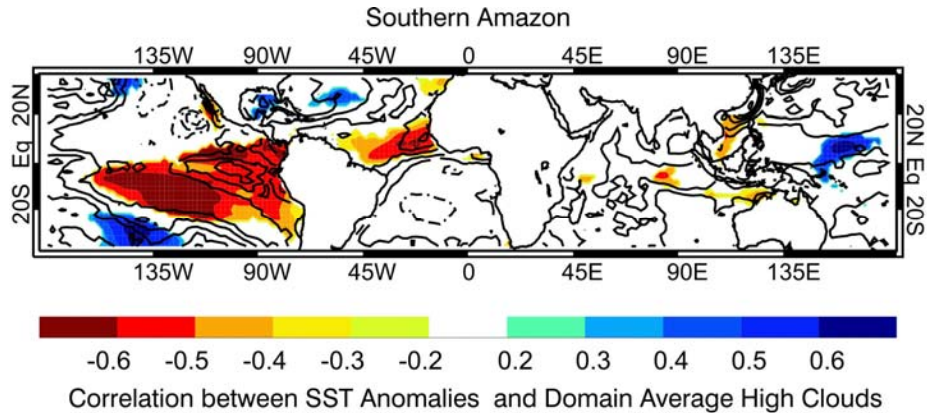 Southern Amazon
135W 90W 45W 0 45E 90E 135E
20N 20N
Eq Eq
20S 20S
135W 90W 45W 0 45E 90E 135E
-0.6 -0.5 -0.4 -0.3 -0.2 0.2 0.3 0.4 0.5 0.6
Correlation between SST Anomalies and Domain Average High Clouds